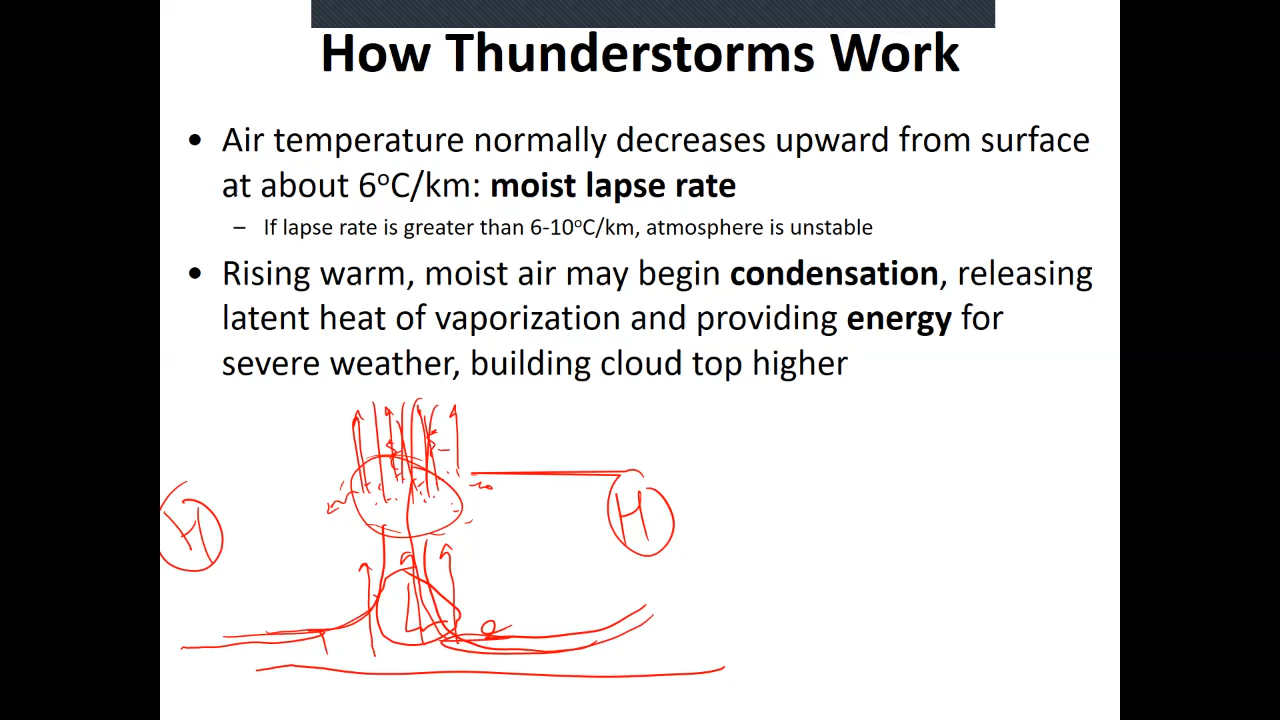 How Thunderstorms Work
• Air temperature normally decreases upward from surface
at about 6°C/km: moist lapse rate
– If lapse rate is greater than 6-10°C/km, atmosphere is unstable
• Rising warm, moist air may begin condensation, releasing
latent heat of vaporization and providing energy for
severe weather, building cloud top higher
H
H
L